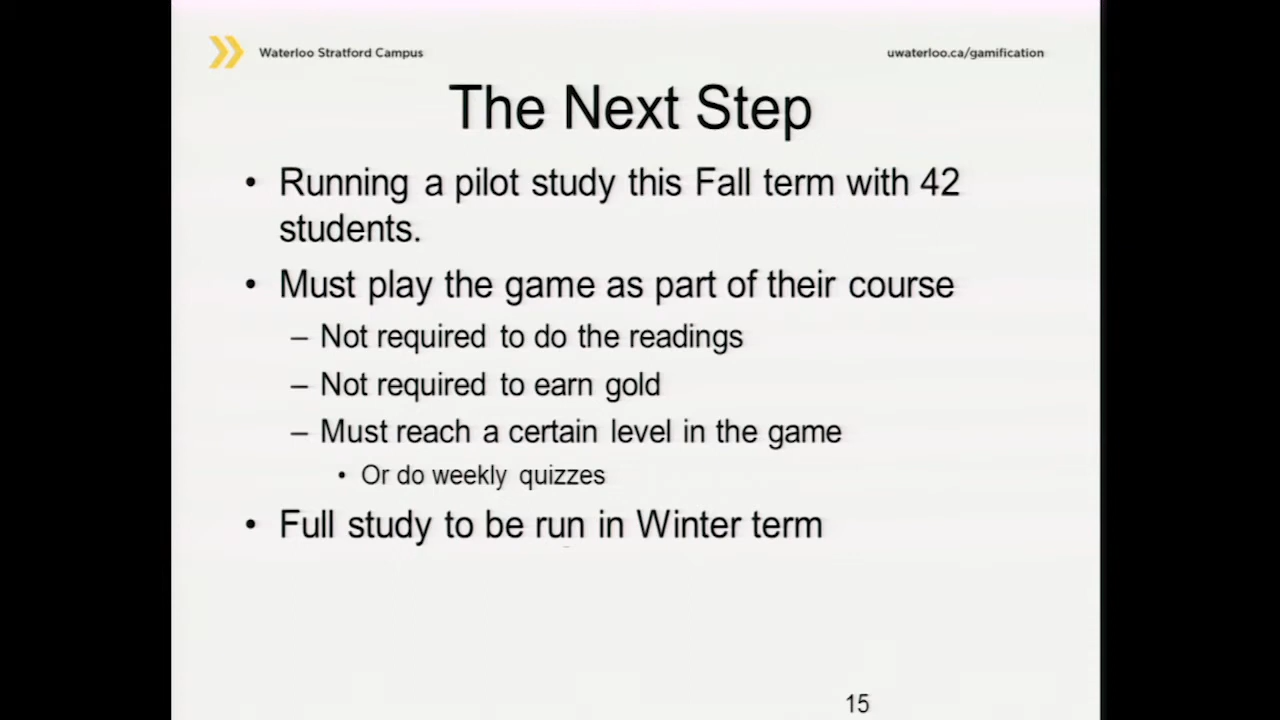 Waterloo Stratford Campus
uwaterloo.ca/gamification
The Next Step
• Running a pilot study this Fall term with 42
students.
• Must play the game as part of their course
– Not required to do the readings
– Not required to earn gold
– Must reach a certain level in the game
• Or do weekly quizzes
• Full study to be run in Winter term
15